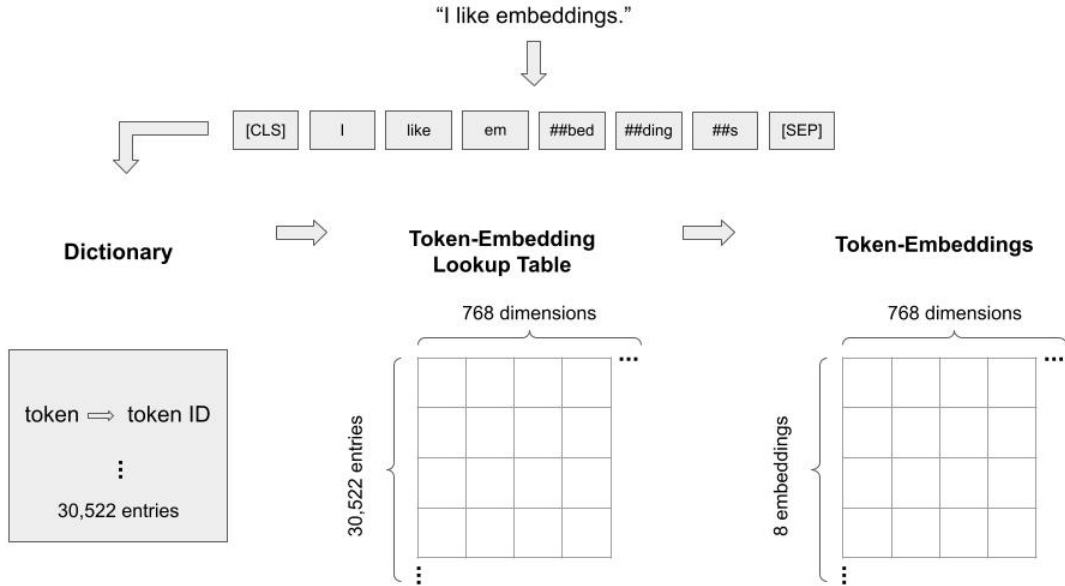 “I like embeddings.”
[CLS] I like em ##bed ##ding ##s [SEP]
Dictionary
token ⇒ token ID
⋮
30,522 entries
Token-Embedding
Lookup Table
768 dimensions
...
30,522 entries
⋮
Token-Embeddings
768 dimensions
...
8 embeddings
⋮